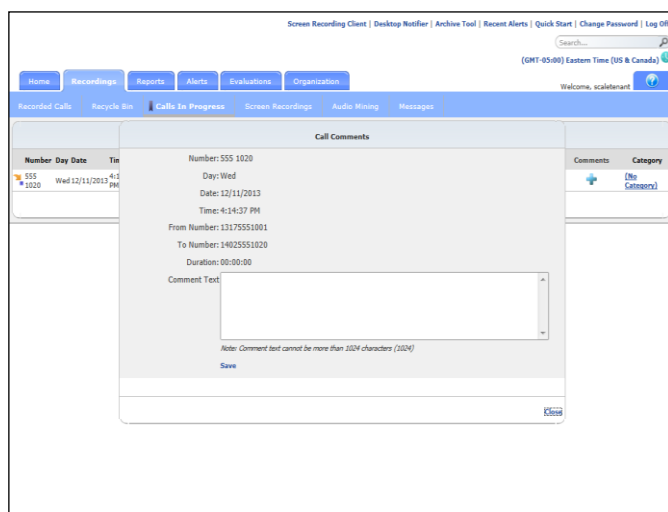 Screen Recording Client | Desktop Notifier | Archive Tool | Recent Alerts | Quick Start | Change Password | Log Off
Search...
(GMT-05:00) Eastern Time (US & Canada)
Home Recordings Reports Alerts Evaluations Organization
Welcome, scaletenant
Recorded Calls Recycle Bin Calls In Progress Screen Recordings Audio Mining Messages
Call Comments
Number Day Date Tim Comments Category
555 1020 Wed 12/11/2013 4:1 PM (No Category)
Number: 555 1020
Day: Wed
Date: 12/11/2013
Time: 4:14:37 PM
From Number: 13175551001
To Number: 14025551020
Duration: 00:00:00
Comment Text
Note: Comment text cannot be more than 1024 characters (1024)
Save
Close